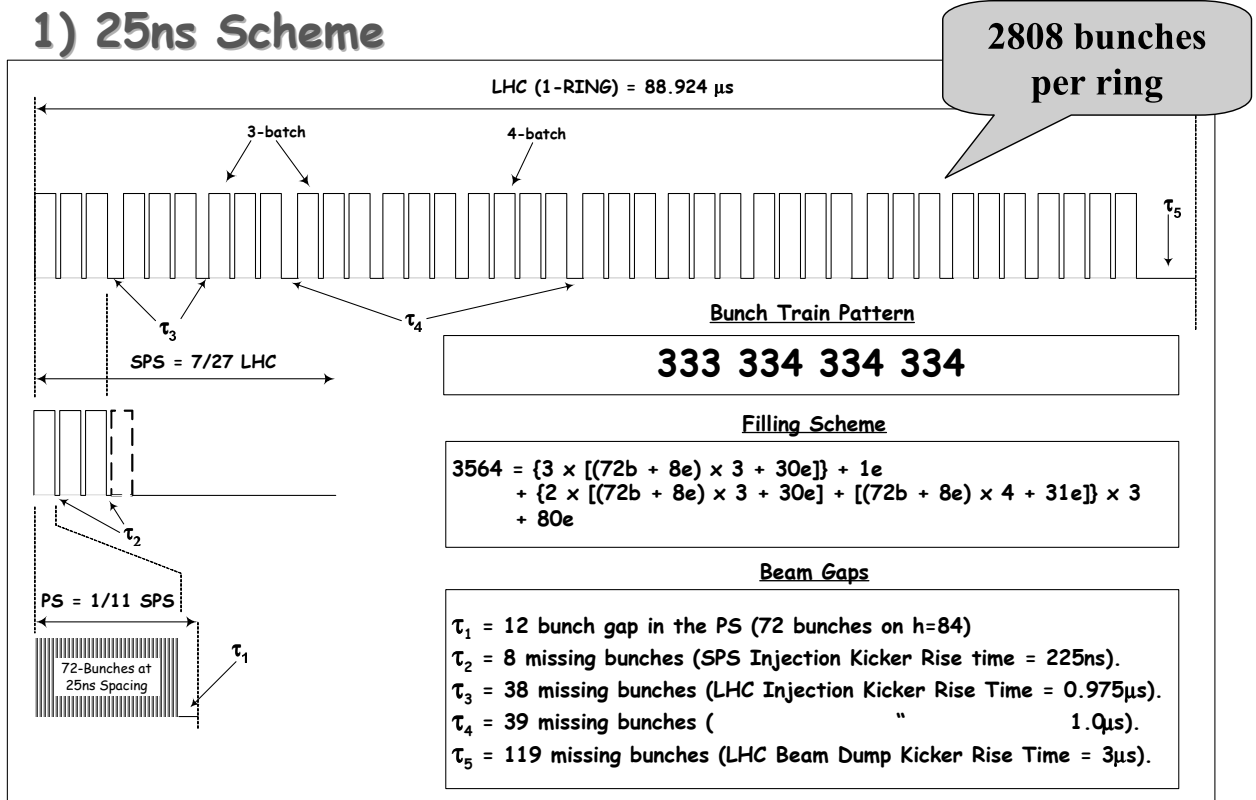 1) 25ns Scheme
2808 bunches
per ring
LHC (1-RING) = 88.924 μs
3-batch
4-batch
τ5
τ3
τ4
SPS = 7/27 LHC
Bunch Train Pattern
333 334 334 334
Filling Scheme
3564 = {3 x [(72b + 8e) x 3 + 30e]} + 1e
+ {2 x [(72b + 8e) x 3 + 30e] + [(72b + 8e) x 4 + 31e]} x 3
+ 80e
τ2
PS = 1/11 SPS
τ1
72-Bunches at
25ns Spacing
Beam Gaps
τ1 = 12 bunch gap in the PS (72 bunches on h=84)
τ2 = 8 missing bunches (SPS Injection Kicker Rise time = 225ns).
τ3 = 38 missing bunches (LHC Injection Kicker Rise Time = 0.975μs).
τ4 = 39 missing bunches ( " 1.0μs).
τ5 = 119 missing bunches (LHC Beam Dump Kicker Rise Time = 3μs).